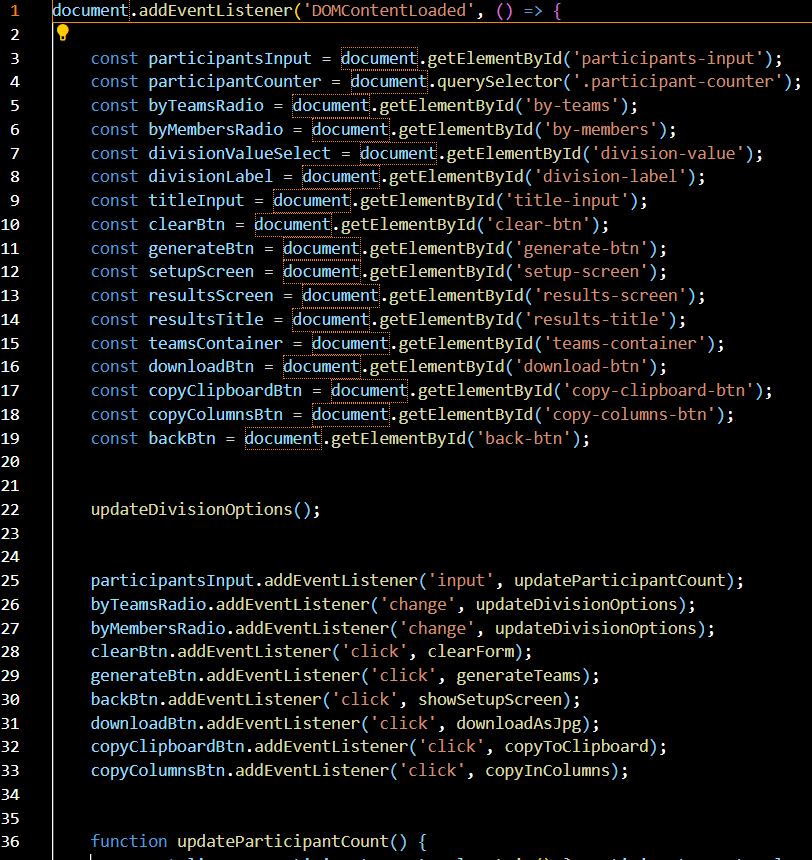 1 document.addEventListener('DOMContentLoaded', () => {
2
3 const participantsInput = document.getElementById('participants-input');
4 const participantCounter = document.querySelector('.participant-counter');
5 const byTeamsRadio = document.getElementById('by-teams');
6 const byMembersRadio = document.getElementById('by-members');
7 const divisionValueSelect = document.getElementById('division-value');
8 const divisionLabel = document.getElementById('division-label');
9 const titleInput = document.getElementById('title-input');
10 const clearBtn = document.getElementById('clear-btn');
11 const generateBtn = document.getElementById('generate-btn');
12 const setupScreen = document.getElementById('setup-screen');
13 const resultsScreen = document.getElementById('results-screen');
14 const resultsTitle = document.getElementById('results-title');
15 const teamsContainer = document.getElementById('teams-container');
16 const downloadBtn = document.getElementById('download-btn');
17 const copyClipboardBtn = document.getElementById('copy-clipboard-btn');
18 const copyColumnsBtn = document.getElementById('copy-columns-btn');
19 const backBtn = document.getElementById('back-btn');
20
21
22 updateDivisionOptions();
23
24
25 participantsInput.addEventListener('input', updateParticipantCount);
26 byTeamsRadio.addEventListener('change', updateDivisionOptions);
27 byMembersRadio.addEventListener('change', updateDivisionOptions);
28 clearBtn.addEventListener('click', clearForm);
29 generateBtn.addEventListener('click', generateTeams);
30 backBtn.addEventListener('click', showSetupScreen);
31 downloadBtn.addEventListener('click', downloadAsJpg);
32 copyClipboardBtn.addEventListener('click', copyToClipboard);
33 copyColumnsBtn.addEventListener('click', copyInColumns);
34
35
36 function updateParticipantCount() {